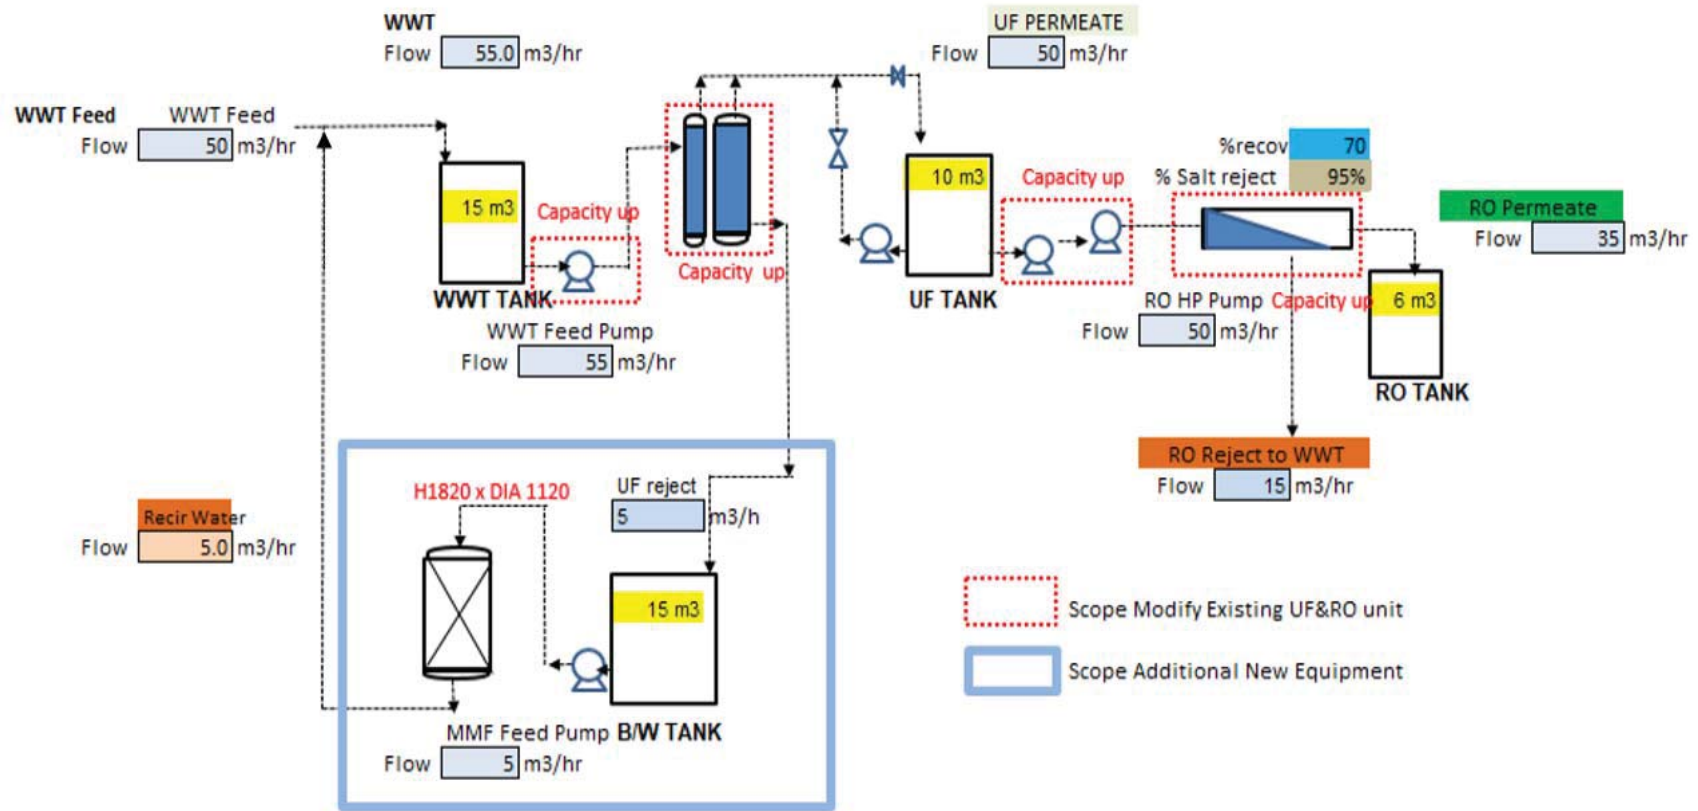 WWT
Flow 55.0 m3/hr
UF PERMEATE
Flow 50 m3/hr
WWT Feed WWT Feed
Flow 50 m3/hr
%recov 70
% Salt reject 95%
10 m3
Capacity up
15 m3
Capacity up
RO Permeate
Flow 35 m3/hr
Capacity up
WWT TANK
UF TANK
RO HP Pump Capacity up
Flow 50 m3/hr
6 m3
WWT Feed Pump
Flow 55 m3/hr
RO TANK
RO Reject to WWT
Flow 15 m3/hr
H1820 x DIA 1120
UF reject
5 m3/h
Recir Water
Flow 5.0 m3/hr
15 m3
Scope Modify Existing UF&RO unit
Scope Additional New Equipment
MMF Feed Pump B/W TANK
Flow 5 m3/hr